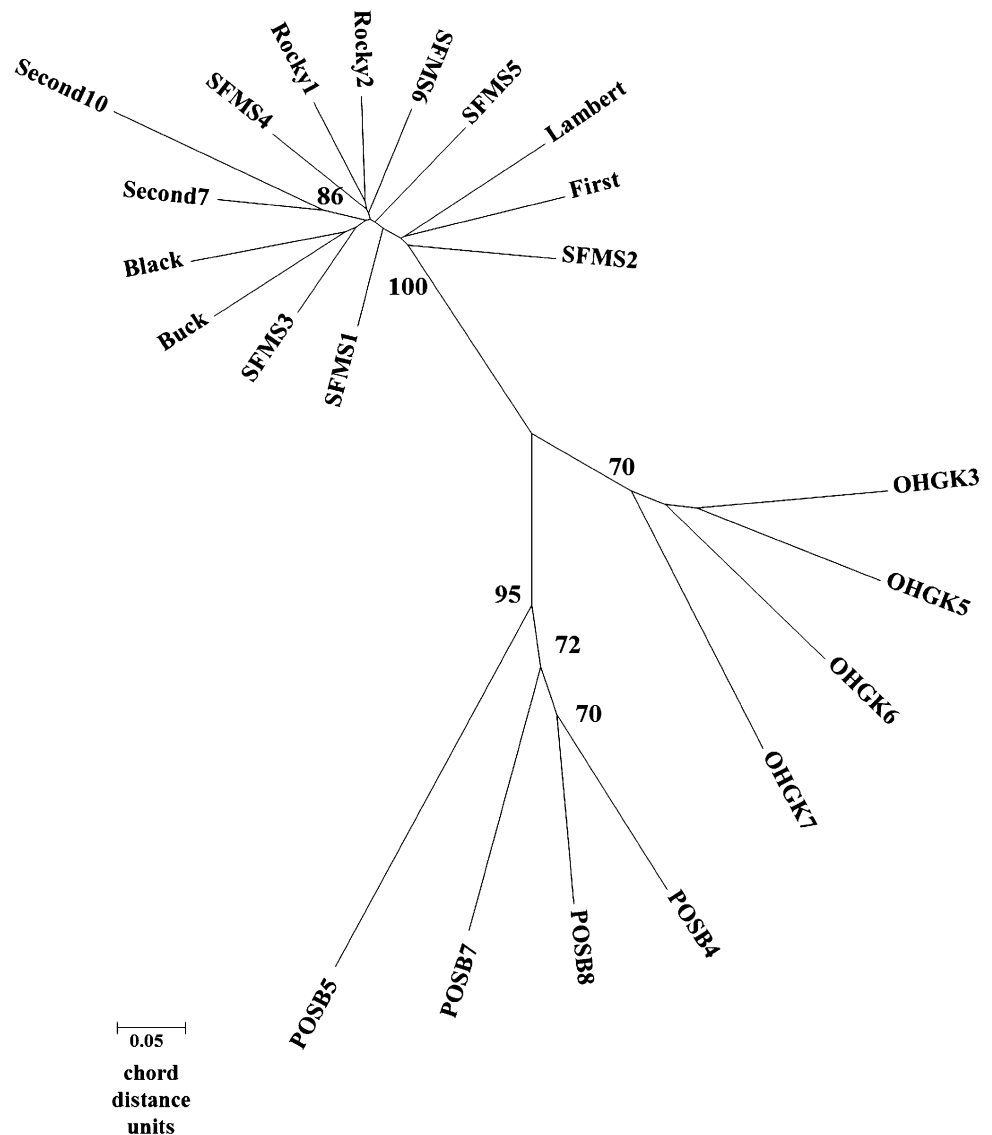 Rocky2
Rocky1
SFMS6
SFMS5
SFMS4
Second10
Lambert
First
86
Second7
SFMS2
Black
100
Buck
SFMS3
SFMS1
70
OHGK3
OHGK5
95
72
OHGK6
70
OHGK7
POSB4
POSB8
POSB7
POSB5
0.05
chord
distance
units